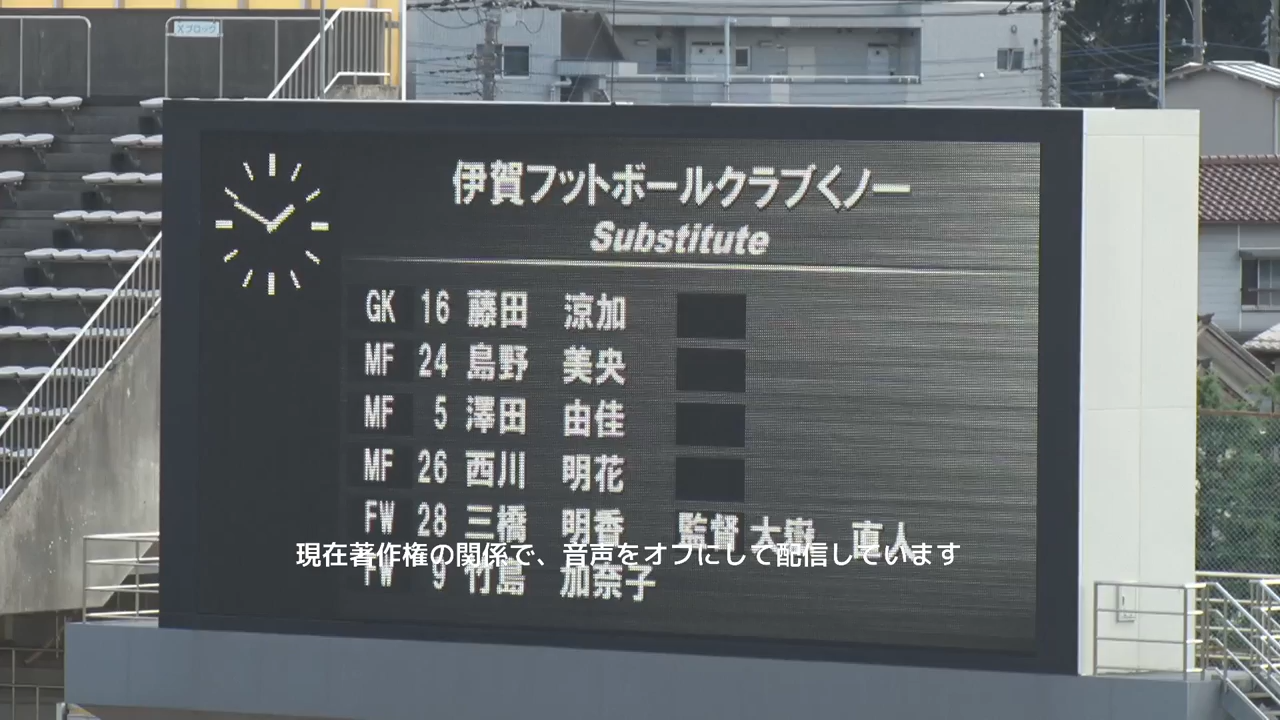 Xブロック
伊賀フットボールクラブくノ一
Substitute
GK 16 藤田 涼加
MF 24 島野 美央
MF 5 澤田 由佳
MF 26 西川 明花
FW 28 三橋 明香 監督 大嶽 直人
現在著作権の関係で、音声をオフにして配信しています
FW 9 竹島 加奈子